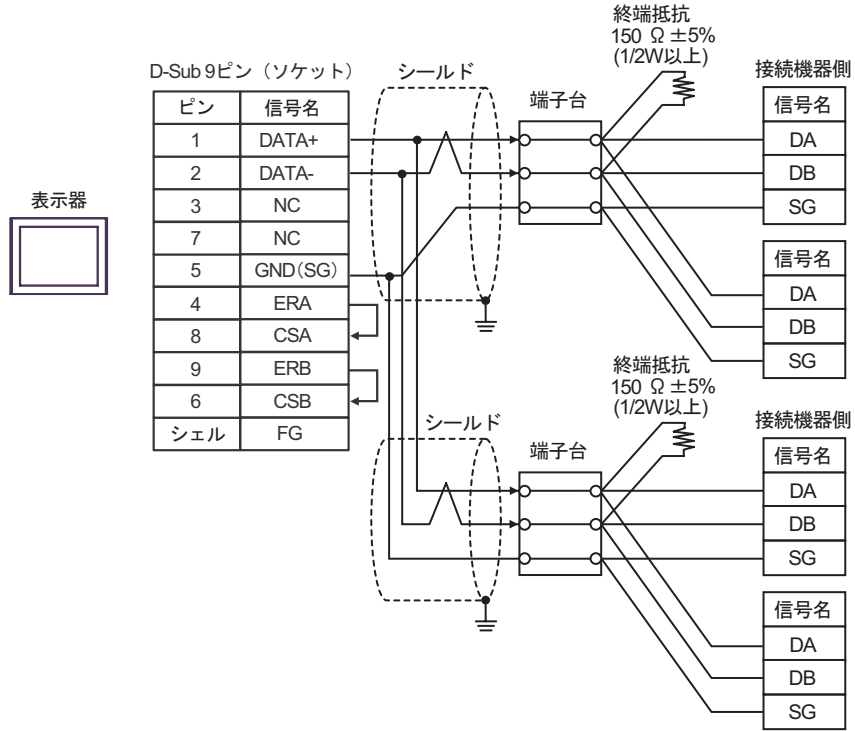 表示器
D-Sub 9ピン（ソケット）
ピン 信号名
1 DATA+
2 DATA-
3 NC
7 NC
5 GND(SG)
4 ERA
8 CSA
9 ERB
6 CSB
シェル FG
シールド
端子台
終端抵抗
150 Ω ±5%
(1/2W以上)
接続機器側
信号名
DA
DB
SG
信号名
DA
DB
SG
シールド
端子台
終端抵抗
150 Ω ±5%
(1/2W以上)
接続機器側
信号名
DA
DB
SG
信号名
DA
DB
SG